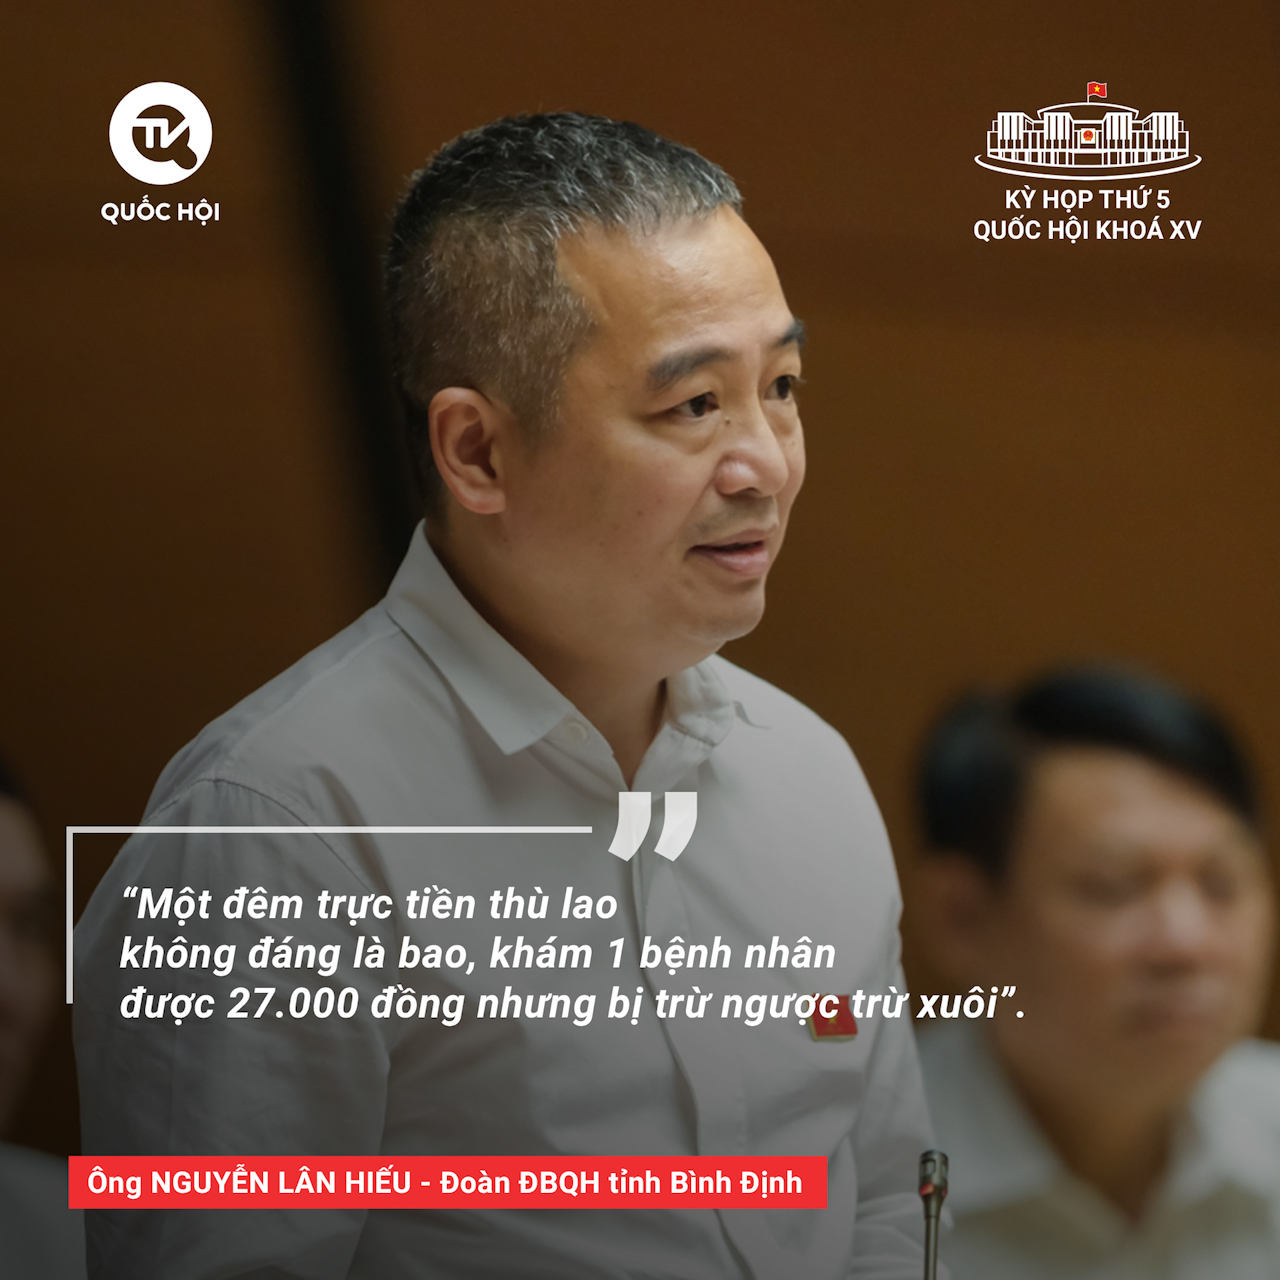 TV
QUỐC HỘI
KỲ HỌP THỨ 5
QUỐC HỘI KHOÁ XV
“Một đêm trực tiền thù lao
không đáng là bao, khám 1 bệnh nhân
được 27.000 đồng nhưng bị trừ ngược trừ xuôi”.
Ông NGUYỄN LÂN HIẾU - Đoàn ĐBQH tỉnh Bình Định